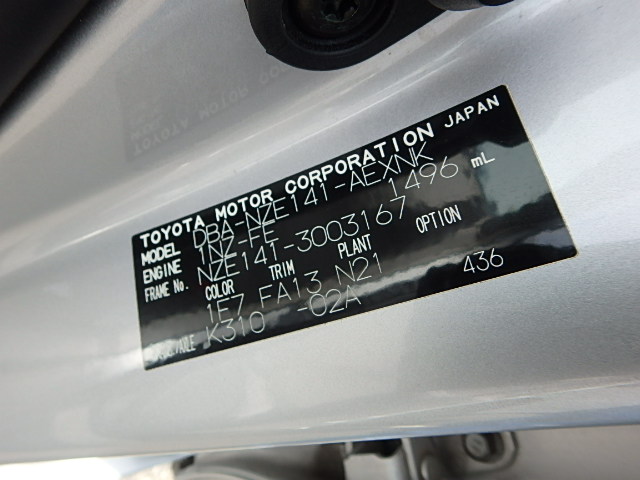 TOYOTA MOTOR CORPORATION JAPAN
MODEL DBA-NZE141-AEXNK
ENGINE 1NZ-FE 1496 mL
FRAME No. NZE141-3003167
COLOR TRIM PLANT OPTION
1F7 FA13 N21
K310 -02A 436